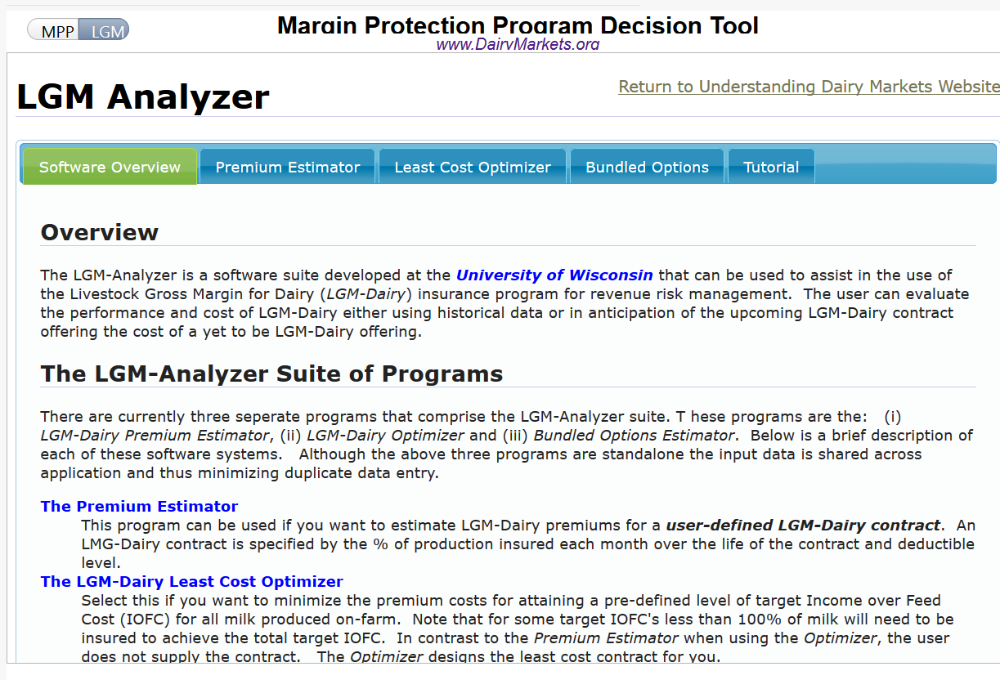 MPP LGM
Margin Protection Program Decision Tool
www.DairyMarkets.org
LGM Analyzer
Return to Understanding Dairy Markets Website
Software Overview
Premium Estimator
Least Cost Optimizer
Bundled Options
Tutorial
Overview
The LGM-Analyzer is a software suite developed at the University of Wisconsin that can be used to assist in the use of
the Livestock Gross Margin for Dairy (LGM-Dairy) insurance program for revenue risk management. The user can evaluate
the performance and cost of LGM-Dairy either using historical data or in anticipation of the upcoming LGM-Dairy contract
offering the cost of a yet to be LGM-Dairy offering.
The LGM-Analyzer Suite of Programs
There are currently three seperate programs that comprise the LGM-Analyzer suite. T hese programs are the: (i)
LGM-Dairy Premium Estimator, (ii) LGM-Dairy Optimizer and (iii) Bundled Options Estimator. Below is a brief description of
each of these software systems. Although the above three programs are standalone the input data is shared across
application and thus minimizing duplicate data entry.
The Premium Estimator
This program can be used if you want to estimate LGM-Dairy premiums for a user-defined LGM-Dairy contract. An
LMG-Dairy contract is specified by the % of production insured each month over the life of the contract and deductible
level.
The LGM-Dairy Least Cost Optimizer
Select this if you want to minimize the premium costs for attaining a pre-defined level of target Income over Feed
Cost (IOFC) for all milk produced on-farm. Note that for some target IOFC's less than 100% of milk will need to be
insured to achieve the total target IOFC. In contrast to the Premium Estimator when using the Optimizer, the user
does not supply the contract. The Optimizer designs the least cost contract for you.